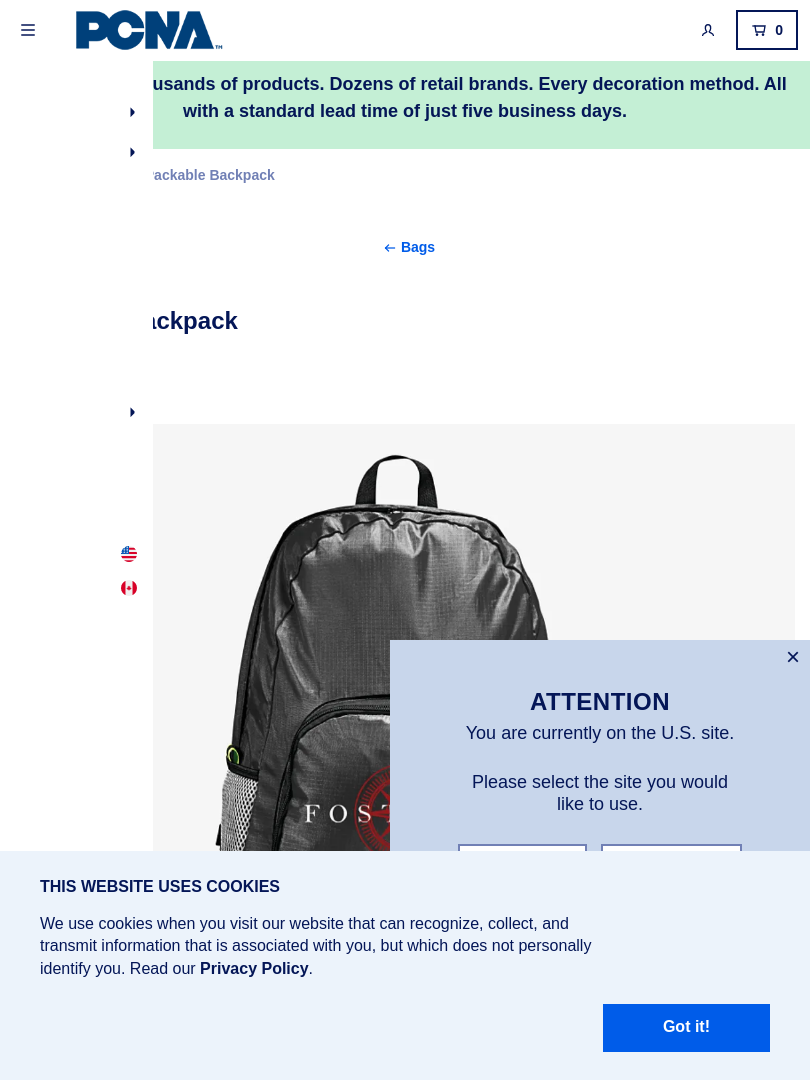 PCNA™
0
usands of products. Dozens of retail brands. Every decoration method. All
with a standard lead time of just five business days.
ackable Backpack
Bags
ackpack
FOST
ATTENTION
You are currently on the U.S. site.
Please select the site you would
like to use.
THIS WEBSITE USES COOKIES
We use cookies when you visit our website that can recognize, collect, and
transmit information that is associated with you, but which does not personally
identify you. Read our Privacy Policy.
Got it!